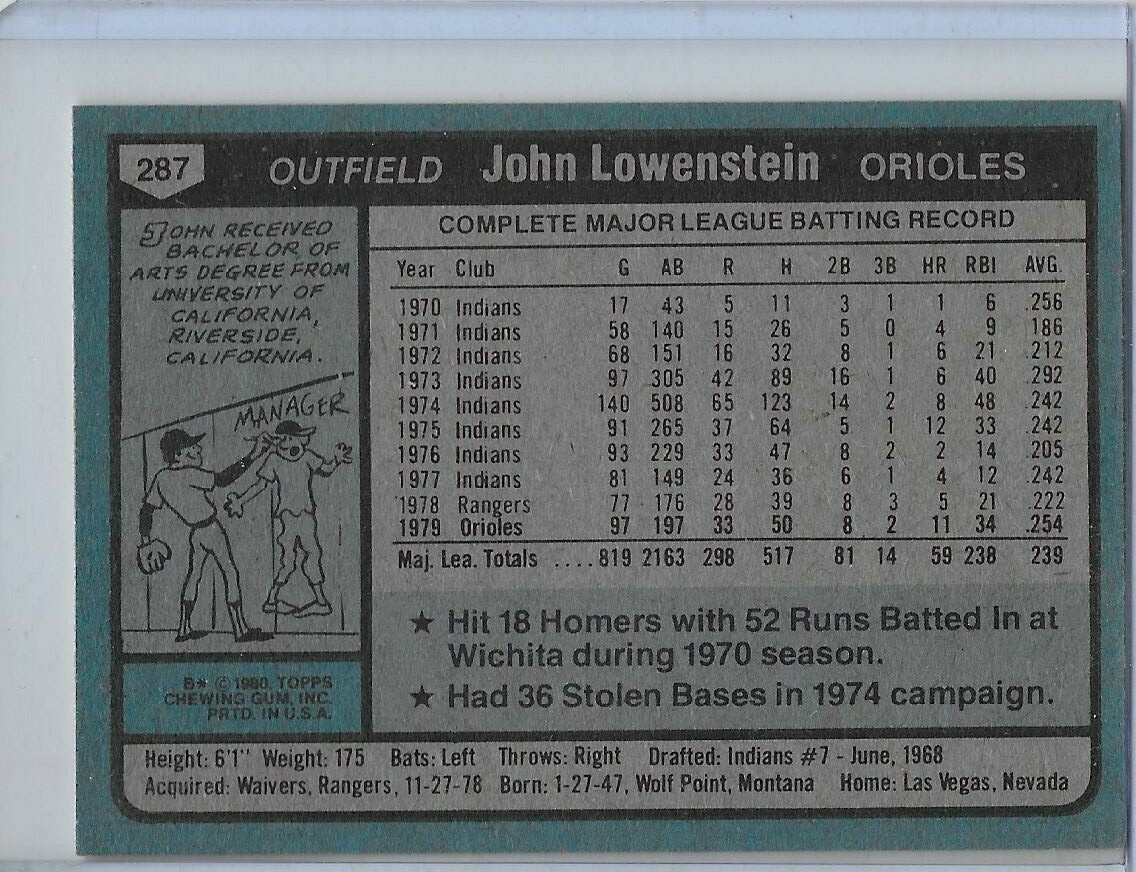 287 OUTFIELD John Lowenstein ORIOLES
JOHN RECEIVED
BACHELOR OF
ARTS DEGREE FROM
UNIVERSITY OF
CALIFORNIA,
RIVERSIDE,
CALIFORNIA.
MANAGER
B* © 1980, TOPPS
CHEWING GUM, INC.
PRTD. IN U.S.A.
COMPLETE MAJOR LEAGUE BATTING RECORD
Year Club G AB R H 2B 3B HR RBI AVG.
1970 Indians 17 43 5 11 3 1 1 6 .256
1971 Indians 58 140 15 26 5 0 4 9 .186
1972 Indians 68 151 16 32 8 1 6 21 .212
1973 Indians 97 305 42 89 16 1 6 40 .292
1974 Indians 140 508 65 123 14 2 8 48 .242
1975 Indians 91 265 37 64 5 1 12 33 .242
1976 Indians 93 229 33 47 8 2 2 14 .205
1977 Indians 81 149 24 36 6 1 4 12 .242
1978 Rangers 77 176 28 39 8 3 5 21 .222
1979 Orioles 97 197 33 50 8 2 11 34 .254
Maj. Lea. Totals ....819 2163 298 517 81 14 59 238 .239
★ Hit 18 Homers with 52 Runs Batted In at
Wichita during 1970 season.
★ Had 36 Stolen Bases in 1974 campaign.
Height: 6'1" Weight: 175 Bats: Left Throws: Right Drafted: Indians #7 - June, 1968
Acquired: Waivers, Rangers, 11-27-78 Born: 1-27-47, Wolf Point, Montana Home: Las Vegas, Nevada